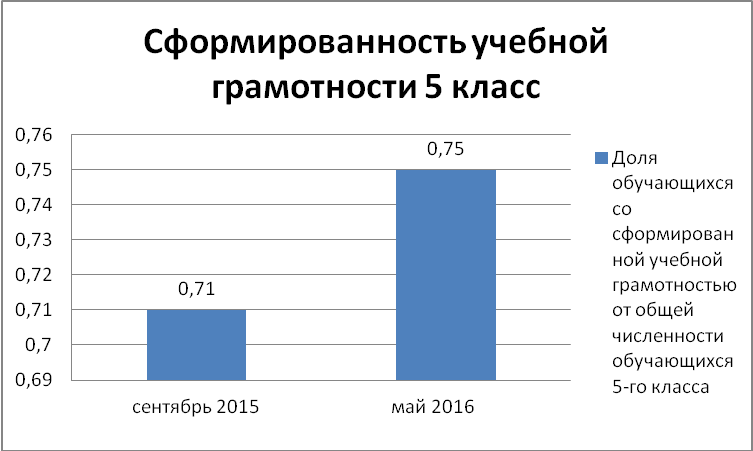 Сформированность учебной
грамотности 5 класс
0,76
0,75
0,74
0,73
0,72
0,71
0,7
0,69
0,71
0,75
сентябрь 2015
май 2016
Доля
обучающихся
со
сформирован
ной учебной
грамотностью
от общей
численности
обучающихся
5-го класса